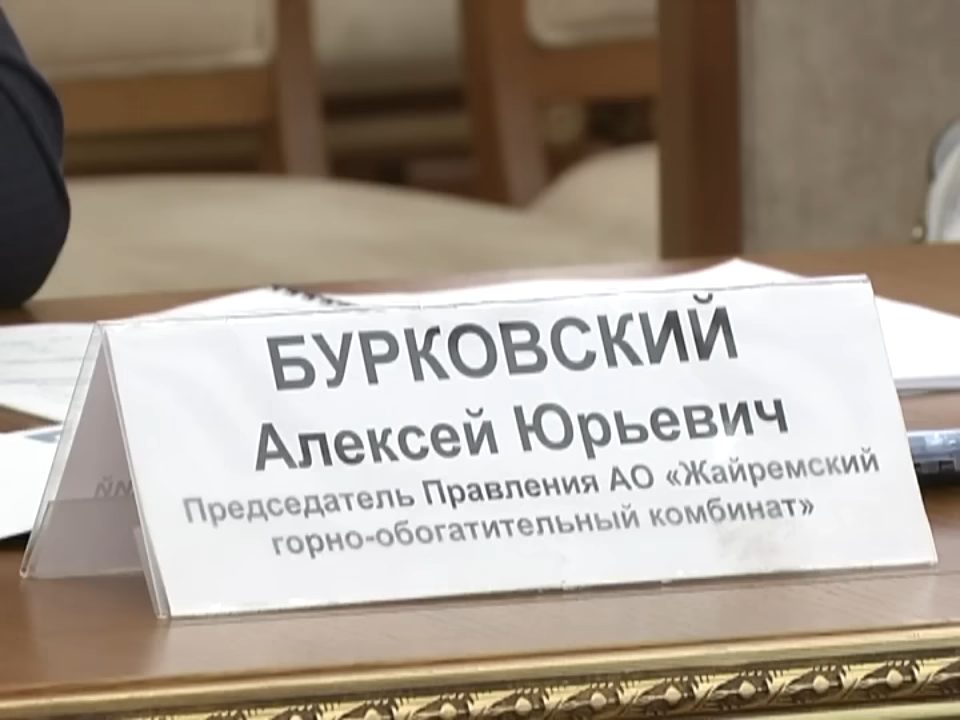 БУРКОВСКИЙ
Алексей Юрьевич
Председатель Правления АО «Жайремский
горно-обогатительный комбинат»